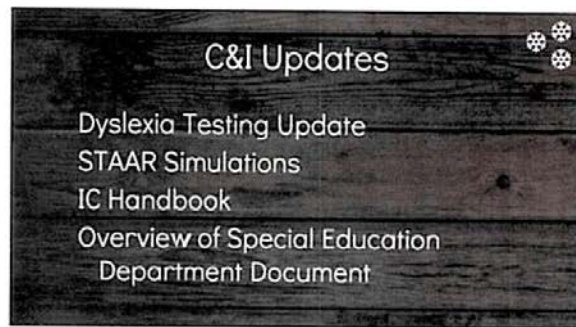 C&I Updates
Dyslexia Testing Update
STAAR Simulations
IC Handbook
Overview of Special Education
Department Document